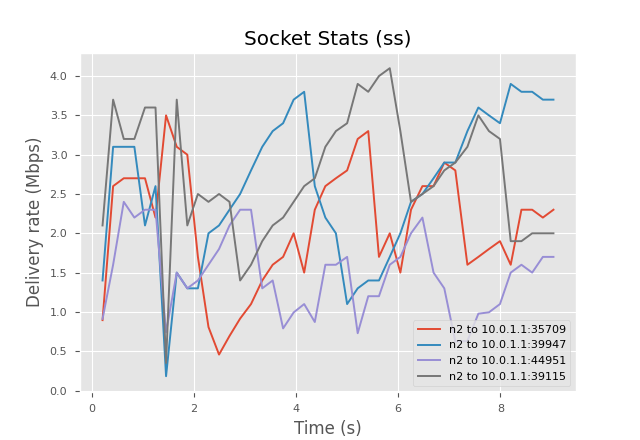 Socket Stats (ss)
Delivery rate (Mbps)
4.0
3.5
3.0
2.5
2.0
1.5
1.0
0.5
0.0
0
2
4
6
8
Time (s)
n2 to 10.0.1.1:35709
n2 to 10.0.1.1:39947
n2 to 10.0.1.1:44951
n2 to 10.0.1.1:39115